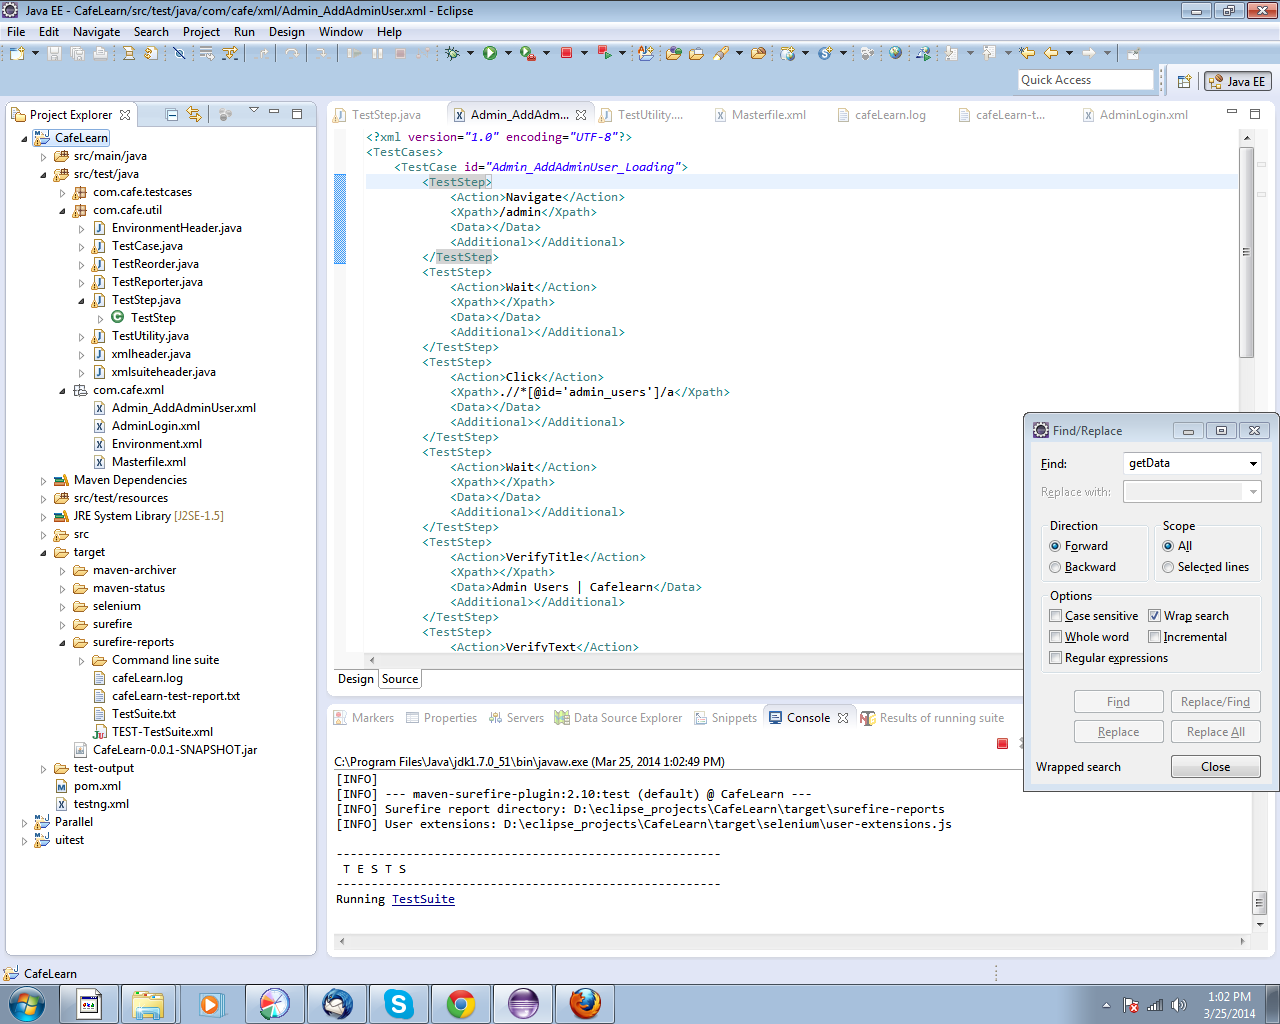 Java EE - CafeLearn/src/test/java/com/cafe/xml/Admin_AddAdminUser.xml - Eclipse
File Edit Navigate Search Project Run Design Window Help
Quick Access
Java EE
Project Explorer
CafeLearn
src/main/java
src/test/java
com.cafe.testcases
com.cafe.util
EnvironmentHeader.java
TestCase.java
TestReorder.java
TestReporter.java
TestStep.java
TestStep
TestUtility.java
xmlheader.java
xmlsuiteheader.java
com.cafe.xml
Admin_AddAdminUser.xml
AdminLogin.xml
Environment.xml
Masterfile.xml
Maven Dependencies
src/test/resources
JRE System Library [J2SE-1.5]
src
target
maven-archiver
maven-status
selenium
surefire
surefire-reports
Command line suite
cafeLearn.log
cafeLearn-test-report.txt
TestSuite.txt
TEST-TestSuite.xml
CafeLearn-0.0.1-SNAPSHOT.jar
test-output
pom.xml
testng.xml
Parallel
uitest
TestStep.java Admin_AddAdm... TestUtility.... Masterfile.xml cafeLearn.log cafeLearn-t... AdminLogin.xml
<?xml version="1.0" encoding="UTF-8"?>
<TestCases>
<TestCase id="Admin_AddAdminUser_Loading">
<TestStep>
<Action>Navigate</Action>
<Xpath>/admin</Xpath>
<Data></Data>
<Additional></Additional>
</TestStep>
<TestStep>
<Action>Wait</Action>
<Xpath></Xpath>
<Data></Data>
<Additional></Additional>
</TestStep>
<TestStep>
<Action>Click</Action>
<Xpath>.//*[@id='admin_users']/a</Xpath>
<Data></Data>
<Additional></Additional>
</TestStep>
<TestStep>
<Action>Wait</Action>
<Xpath></Xpath>
<Data></Data>
<Additional></Additional>
</TestStep>
<TestStep>
<Action>VerifyTitle</Action>
<Xpath></Xpath>
<Data>Admin Users | Cafelearn</Data>
<Additional></Additional>
</TestStep>
<TestStep>
<Action>VerifyText</Action>
Design Source
Find/Replace
Find: getData
Replace with:
Direction Scope
Forward All
Backward Selected lines
Options
Case sensitive Wrap search
Whole word Incremental
Regular expressions
Find Replace/Find
Replace Replace All
Wrapped search Close
Markers Properties Servers Data Source Explorer Snippets Console Results of running suite
C:\Program Files\Java\jdk1.7.0_51\bin\javaw.exe (Mar 25, 2014 1:02:49 PM)
[INFO]
[INFO] --- maven-surefire-plugin:2.10:test (default) @ CafeLearn ---
[INFO] Surefire report directory: D:\eclipse_projects\CafeLearn\target\surefire-reports
[INFO] User extensions: D:\eclipse_projects\CafeLearn\target\selenium\user-extensions.js
-------------------------------------------------------
T E S T S
-------------------------------------------------------
Running TestSuite
CafeLearn
1:02 PM
3/25/2014